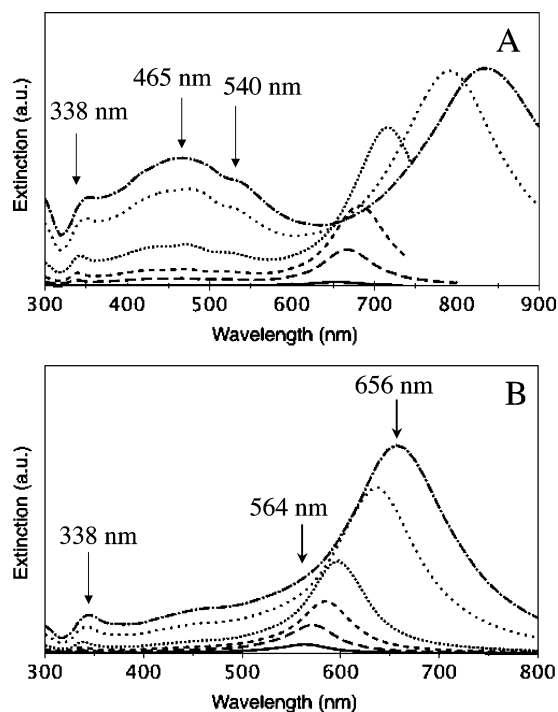 A
465 nm
540 nm
338 nm
Extinction (a.u.)
300 400 500 600 700 800 900
Wavelength (nm)
656 nm
B
564 nm
338 nm
Extinction (a.u.)
300 400 500 600 700 800
Wavelength (nm)